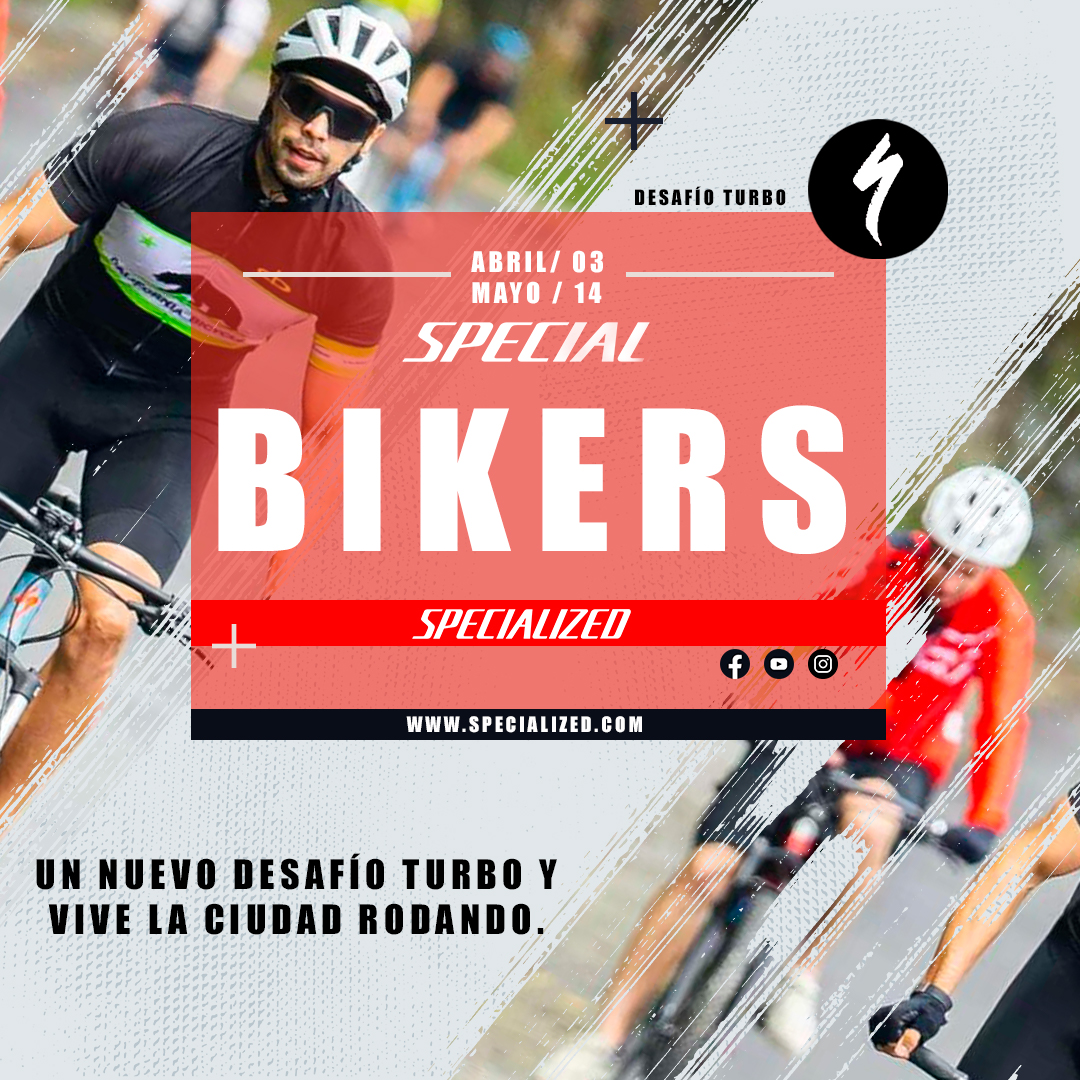 DESAFÍO TURBO
ABRIL/ 03
MAYO / 14
SPECIAL
BIKERS
SPECIALIZED
WWW.SPECIALIZED.COM
UN NUEVO DESAFÍO TURBO Y
VIVE LA CIUDAD RODANDO.